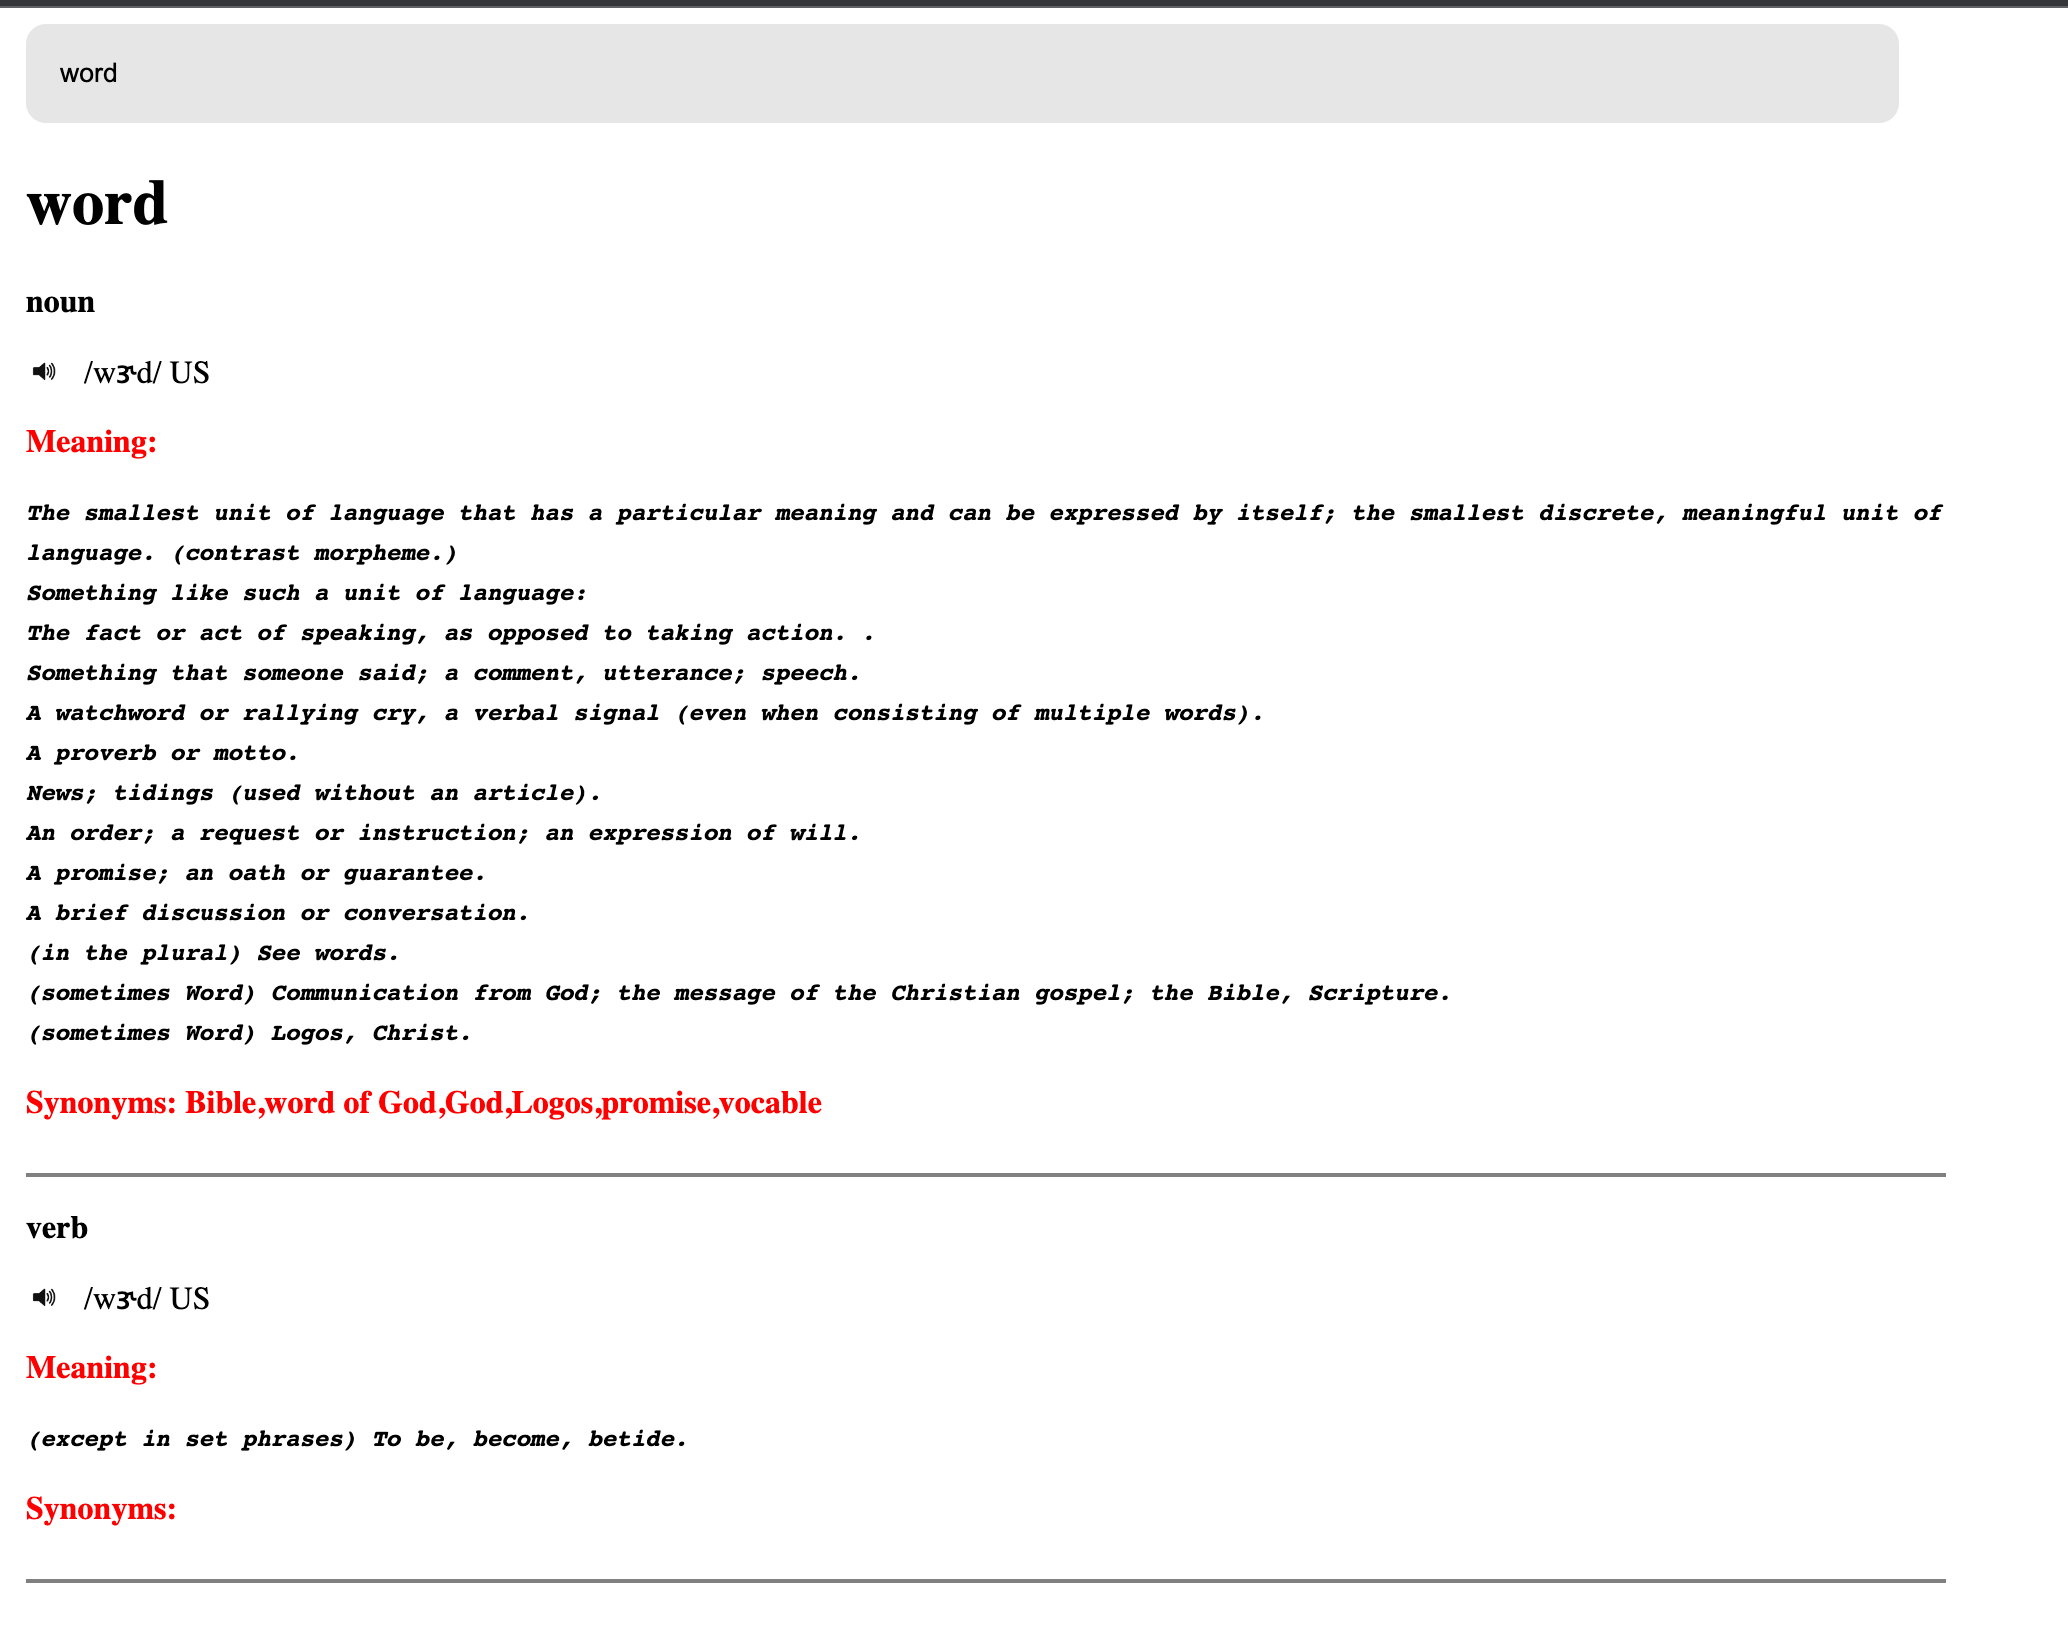 word
word
noun
/wɝd/ US
Meaning:
The smallest unit of language that has a particular meaning and can be expressed by itself; the smallest discrete, meaningful unit of
language. (contrast morpheme.)
Something like such a unit of language:
The fact or act of speaking, as opposed to taking action. .
Something that someone said; a comment, utterance; speech.
A watchword or rallying cry, a verbal signal (even when consisting of multiple words).
A proverb or motto.
News; tidings (used without an article).
An order; a request or instruction; an expression of will.
A promise; an oath or guarantee.
A brief discussion or conversation.
(in the plural) See words.
(sometimes Word) Communication from God; the message of the Christian gospel; the Bible, Scripture.
(sometimes Word) Logos, Christ.
Synonyms: Bible,word of God,God,Logos,promise,vocable
verb
/wɝd/ US
Meaning:
(except in set phrases) To be, become, betide.
Synonyms: